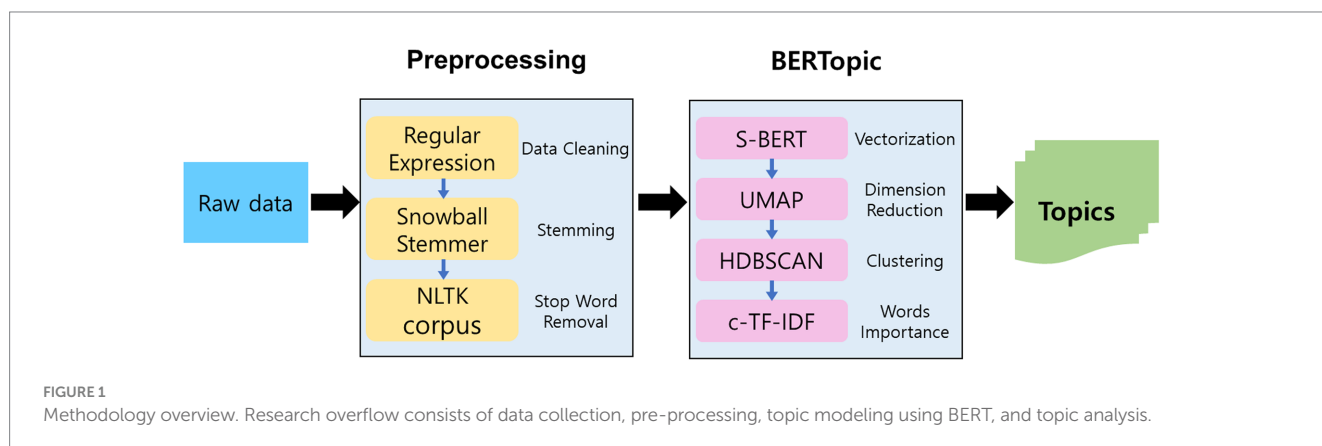 Preprocessing
BERTopic
Raw data
Regular
Expression
Data Cleaning
Snowball
Stemmer
Stemming
NLTK
corpus
Stop Word
Removal
S-BERT
Vectorization
UMAP
Dimension
Reduction
HDBSCAN
Clustering
c-TF-IDF
Words
Importance
Topics
FIGURE 1
Methodology overview. Research overflow consists of data collection, pre-processing, topic modeling using BERT, and topic analysis.